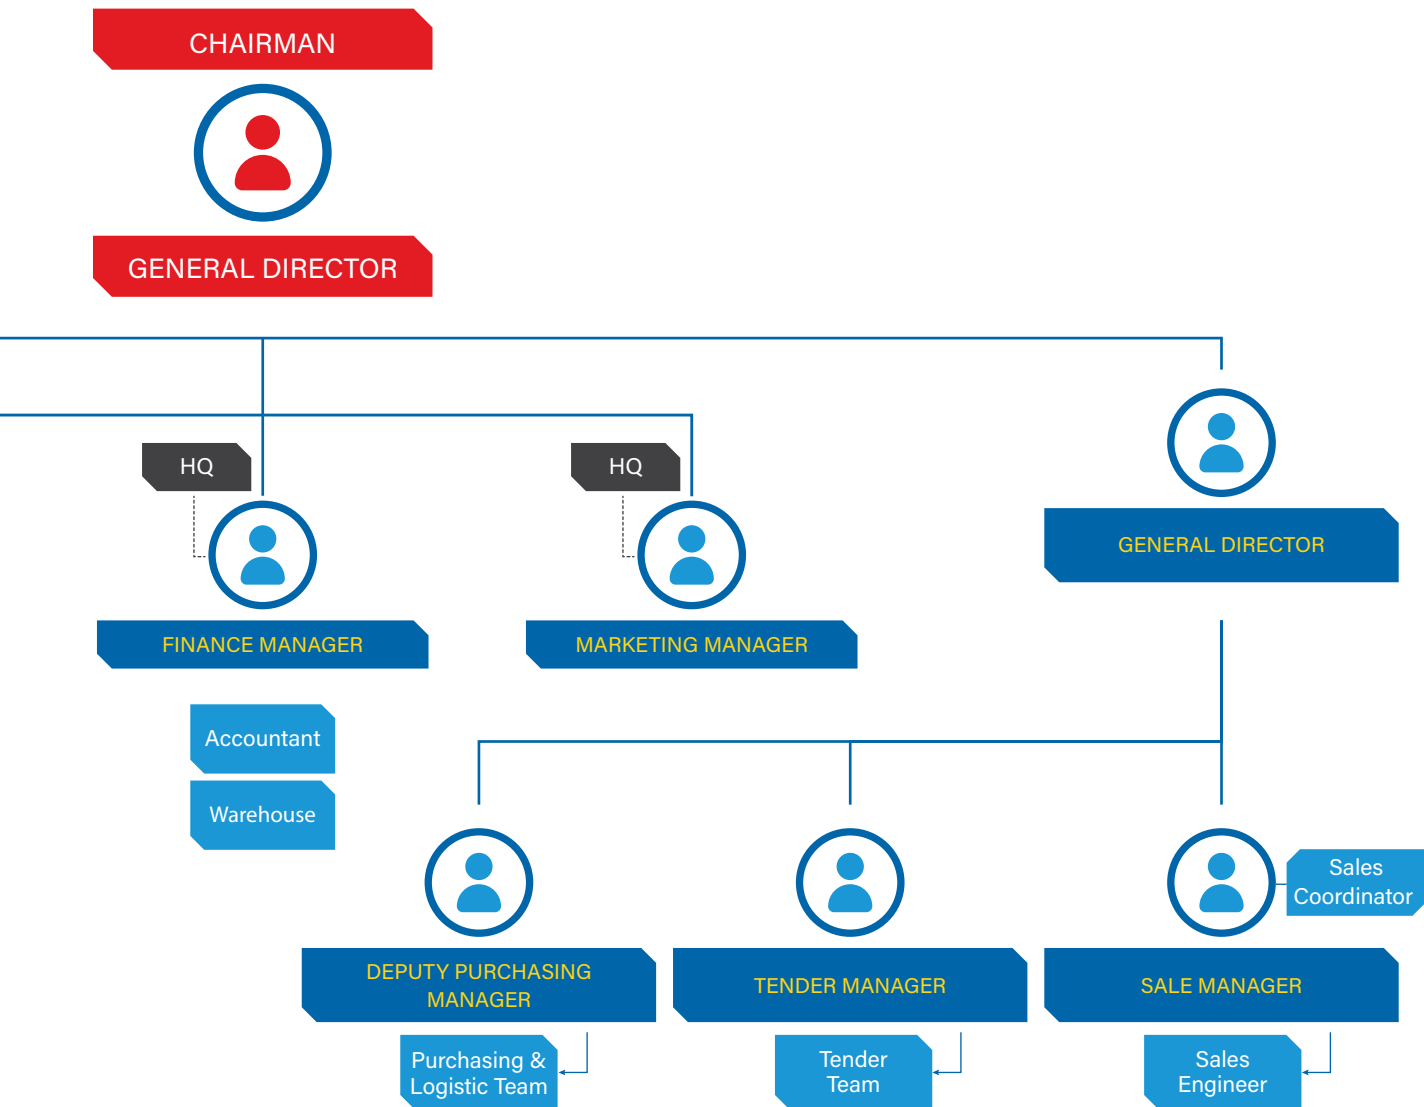 CHAIRMAN
GENERAL DIRECTOR
HQ
HQ
GENERAL DIRECTOR
FINANCE MANAGER
MARKETING MANAGER
Accountant
Warehouse
Sales
Coordinator
DEPUTY PURCHASING
MANAGER
TENDER MANAGER
SALE MANAGER
Purchasing &
Logistic Team
Tender
Team
Sales
Engineer